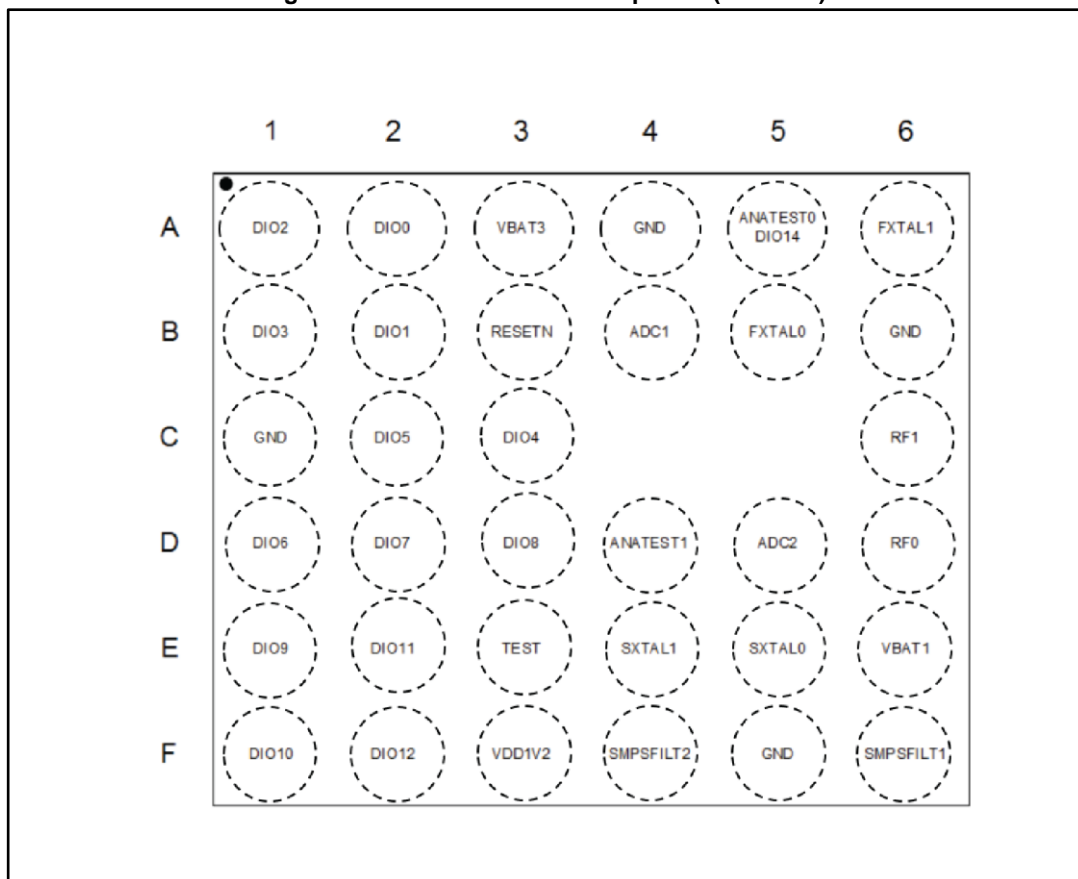 1 2 3 4 5 6
A DIO2 DIO0 VBAT3 GND ANATEST0 DIO14 FXTAL1
B DIO3 DIO1 RESETN ADC1 FXTAL0 GND
C GND DIO5 DIO4 RF1
D DIO6 DIO7 DIO8 ANATEST1 ADC2 RF0
E DIO9 DIO11 TEST SXTAL1 SXTAL0 VBAT1
F DIO10 DIO12 VDD1V2 SMPSFILT2 GND SMPSFILT1